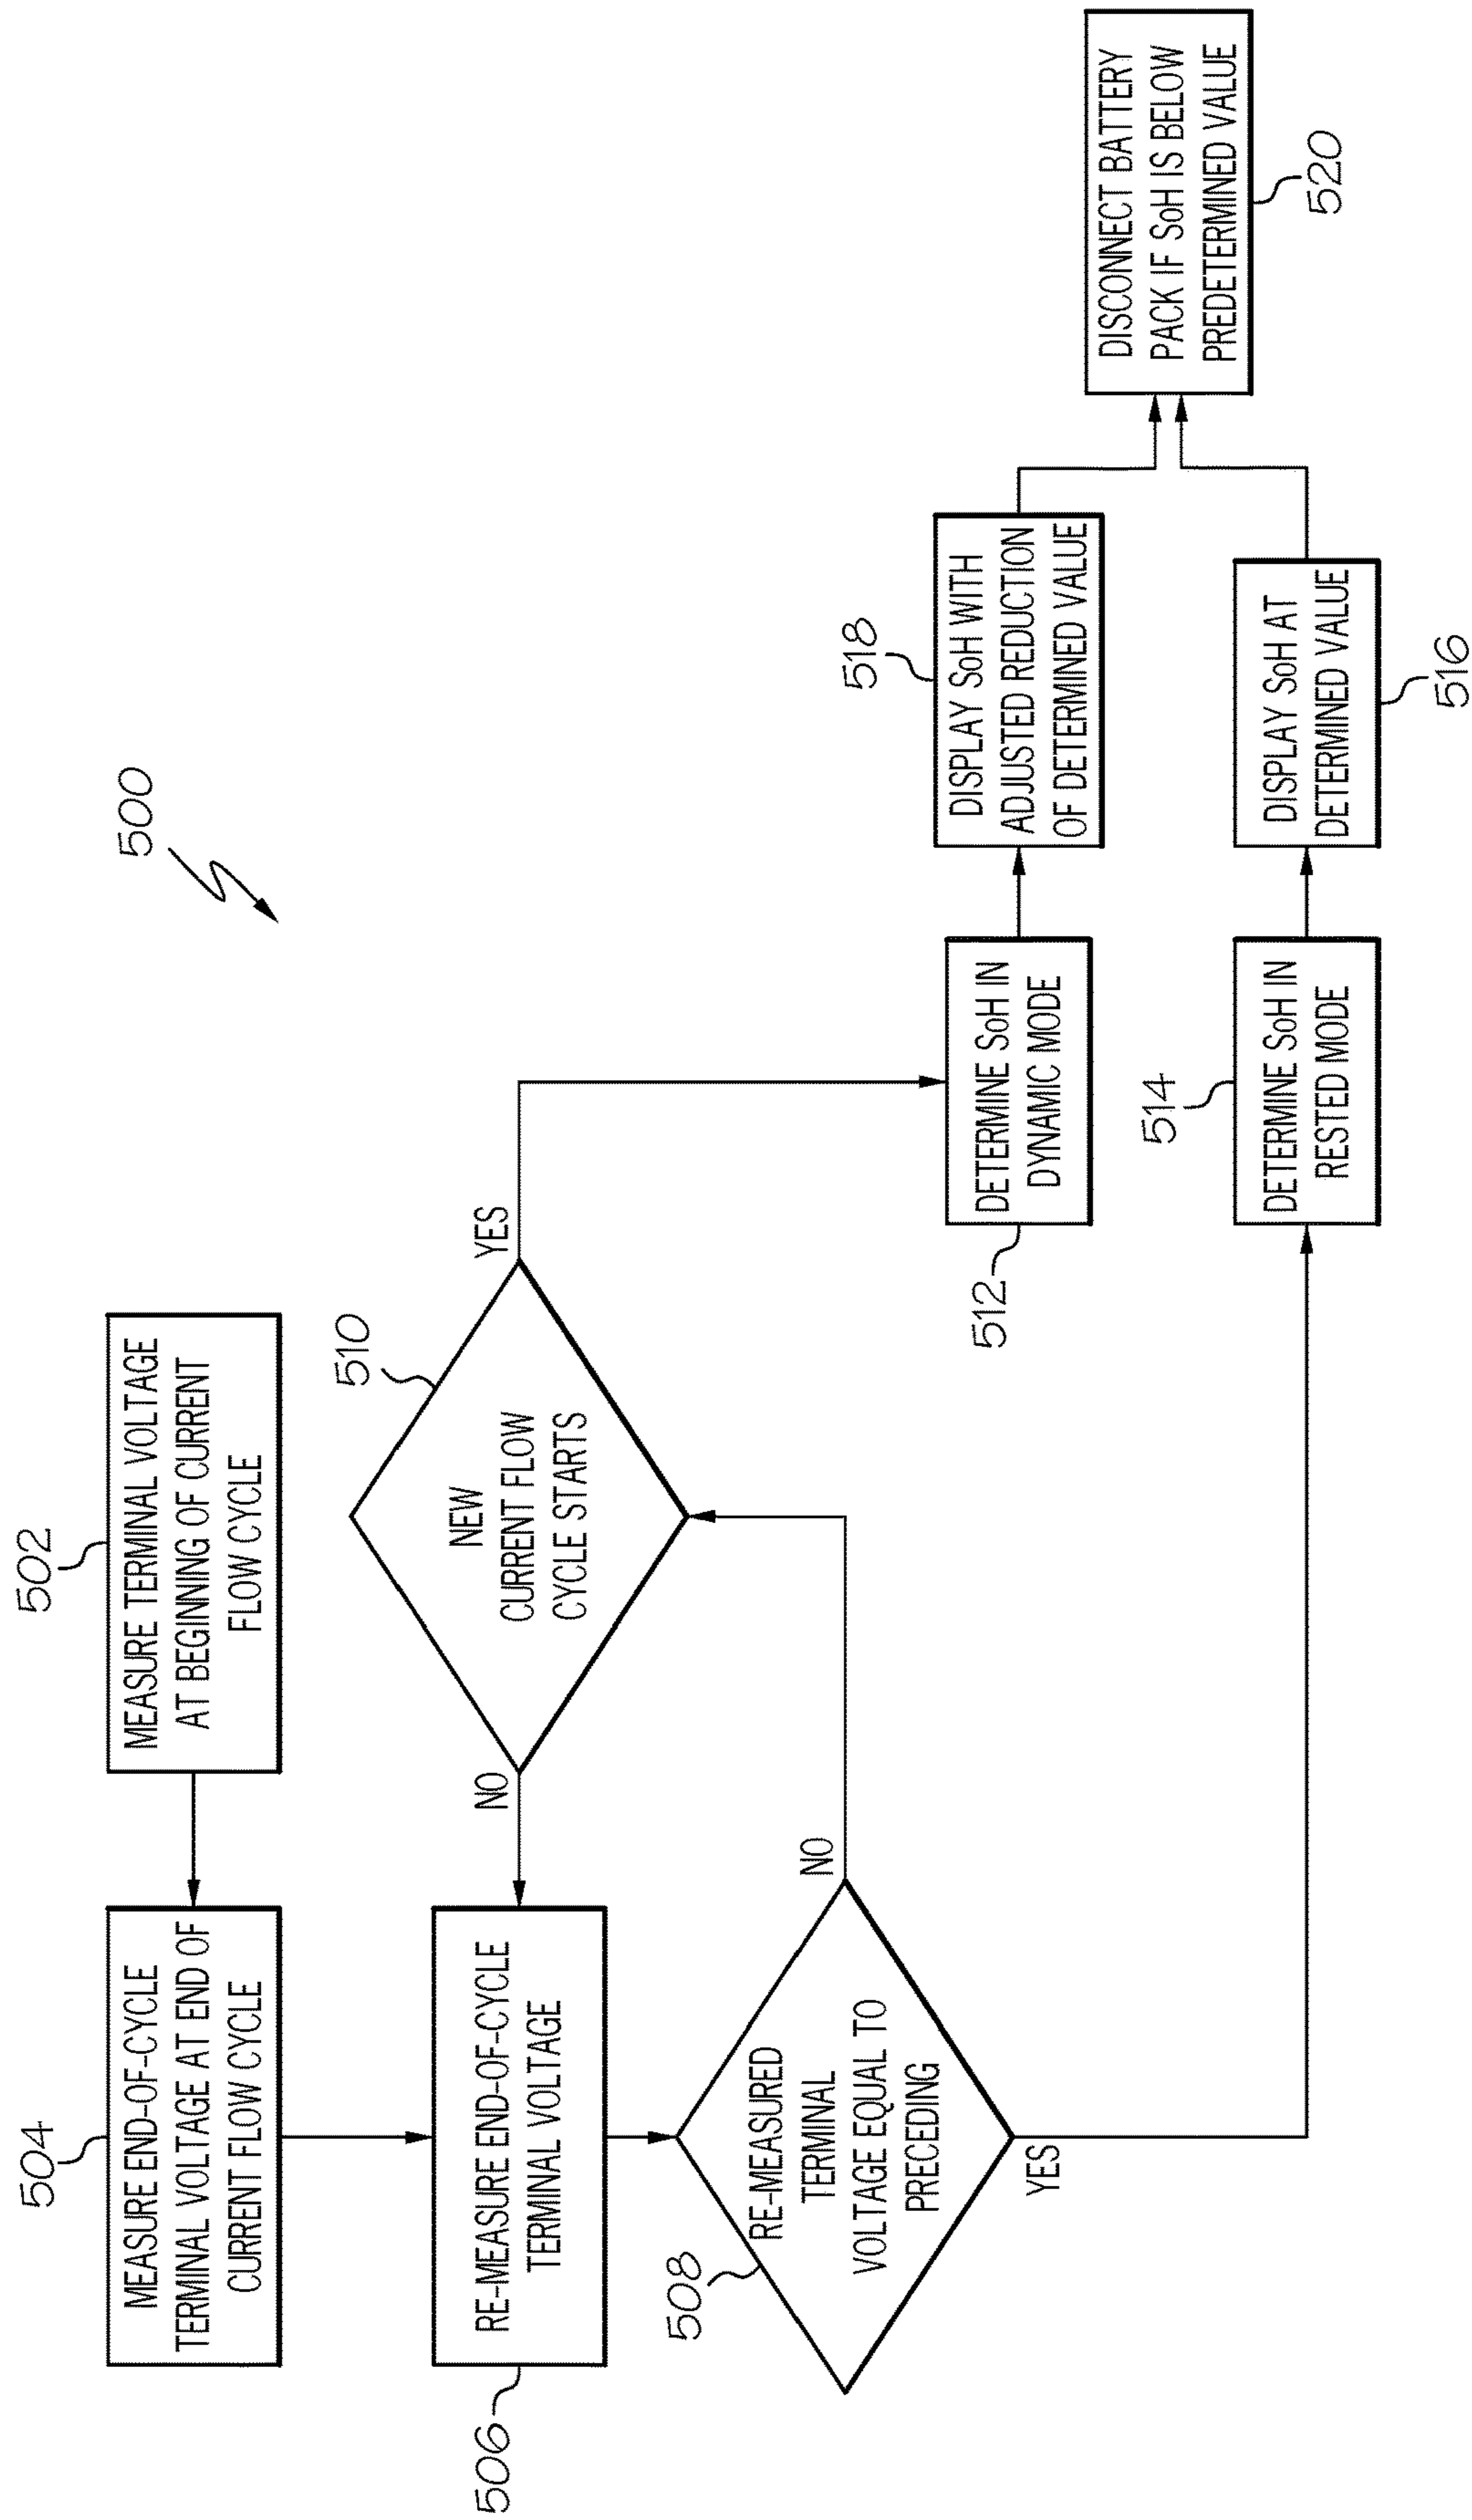 500
502
MEASURE TERMINAL VOLTAGE
AT BEGINNING OF CURRENT
FLOW CYCLE
504
MEASURE END-OF-CYCLE
TERMINAL VOLTAGE AT END OF
CURRENT FLOW CYCLE
506
RE-MEASURE END-OF-CYCLE
TERMINAL VOLTAGE
508
RE-MEASURED
TERMINAL
VOLTAGE EQUAL TO
PRECEDING
NO
YES
510
NEW
CURRENT FLOW
CYCLE STARTS
NO
YES
512
DETERMINE SoH IN
DYNAMIC MODE
514
DETERMINE SoH IN
RESTED MODE
518
DISPLAY SoH WITH
ADJUSTED REDUCTION
OF DETERMINED VALUE
516
DISPLAY SoH AT
DETERMINED VALUE
DISCONNECT BATTERY
PACK IF SoH IS BELOW
PREDETERMINED VALUE
520